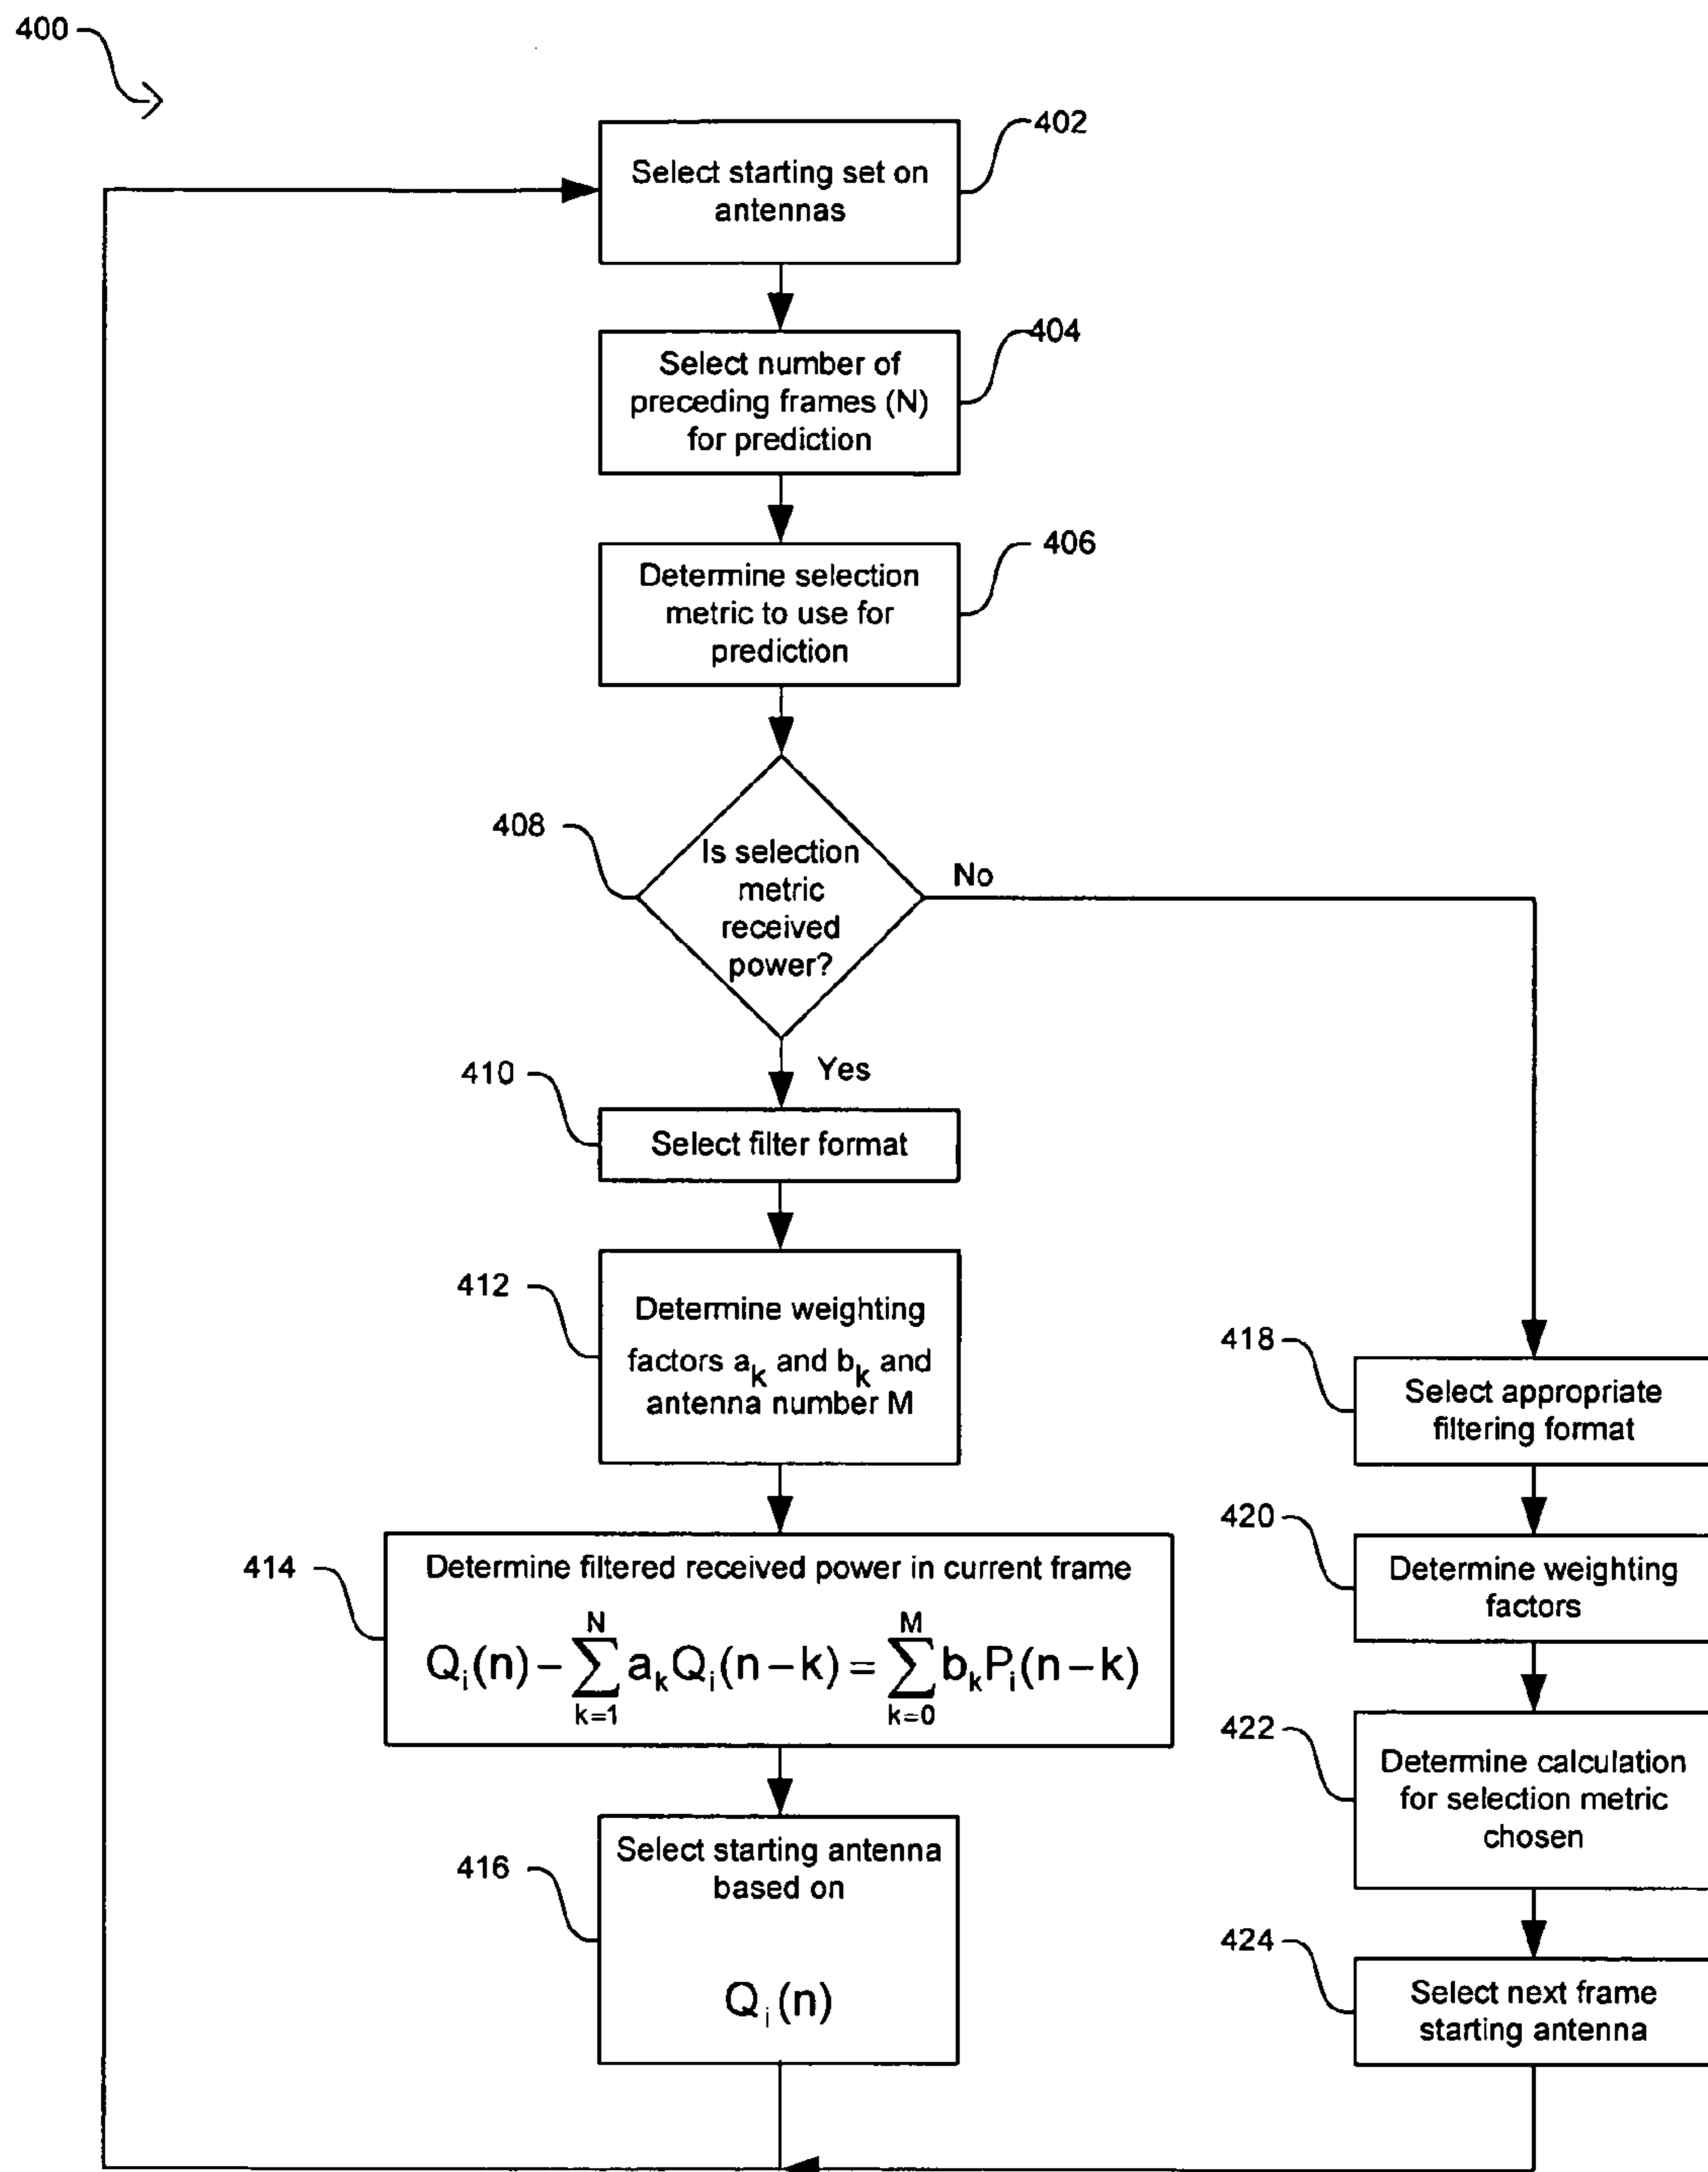 400
402
Select starting set on
antennas
404
Select number of
preceding frames (N)
for prediction
406
Determine selection
metric to use for
prediction
408
Is selection
metric
received
power?
No
Yes
410
Select filter format
412
Determine weighting
factors a_k and b_k and
antenna number M
414
Determine filtered received power in current frame
Q_i(n) – ∑_{k=1}^{N} a_k Q_i(n – k) = ∑_{k=0}^{M} b_k P_i(n – k)
416
Select starting antenna
based on
Q_i(n)
418
Select appropriate
filtering format
420
Determine weighting
factors
422
Determine calculation
for selection metric
chosen
424
Select next frame
starting antenna